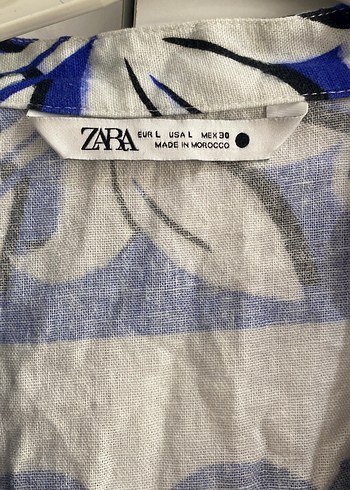 ZARA EUR L USA L MEX 30
MADE IN MOROCCO